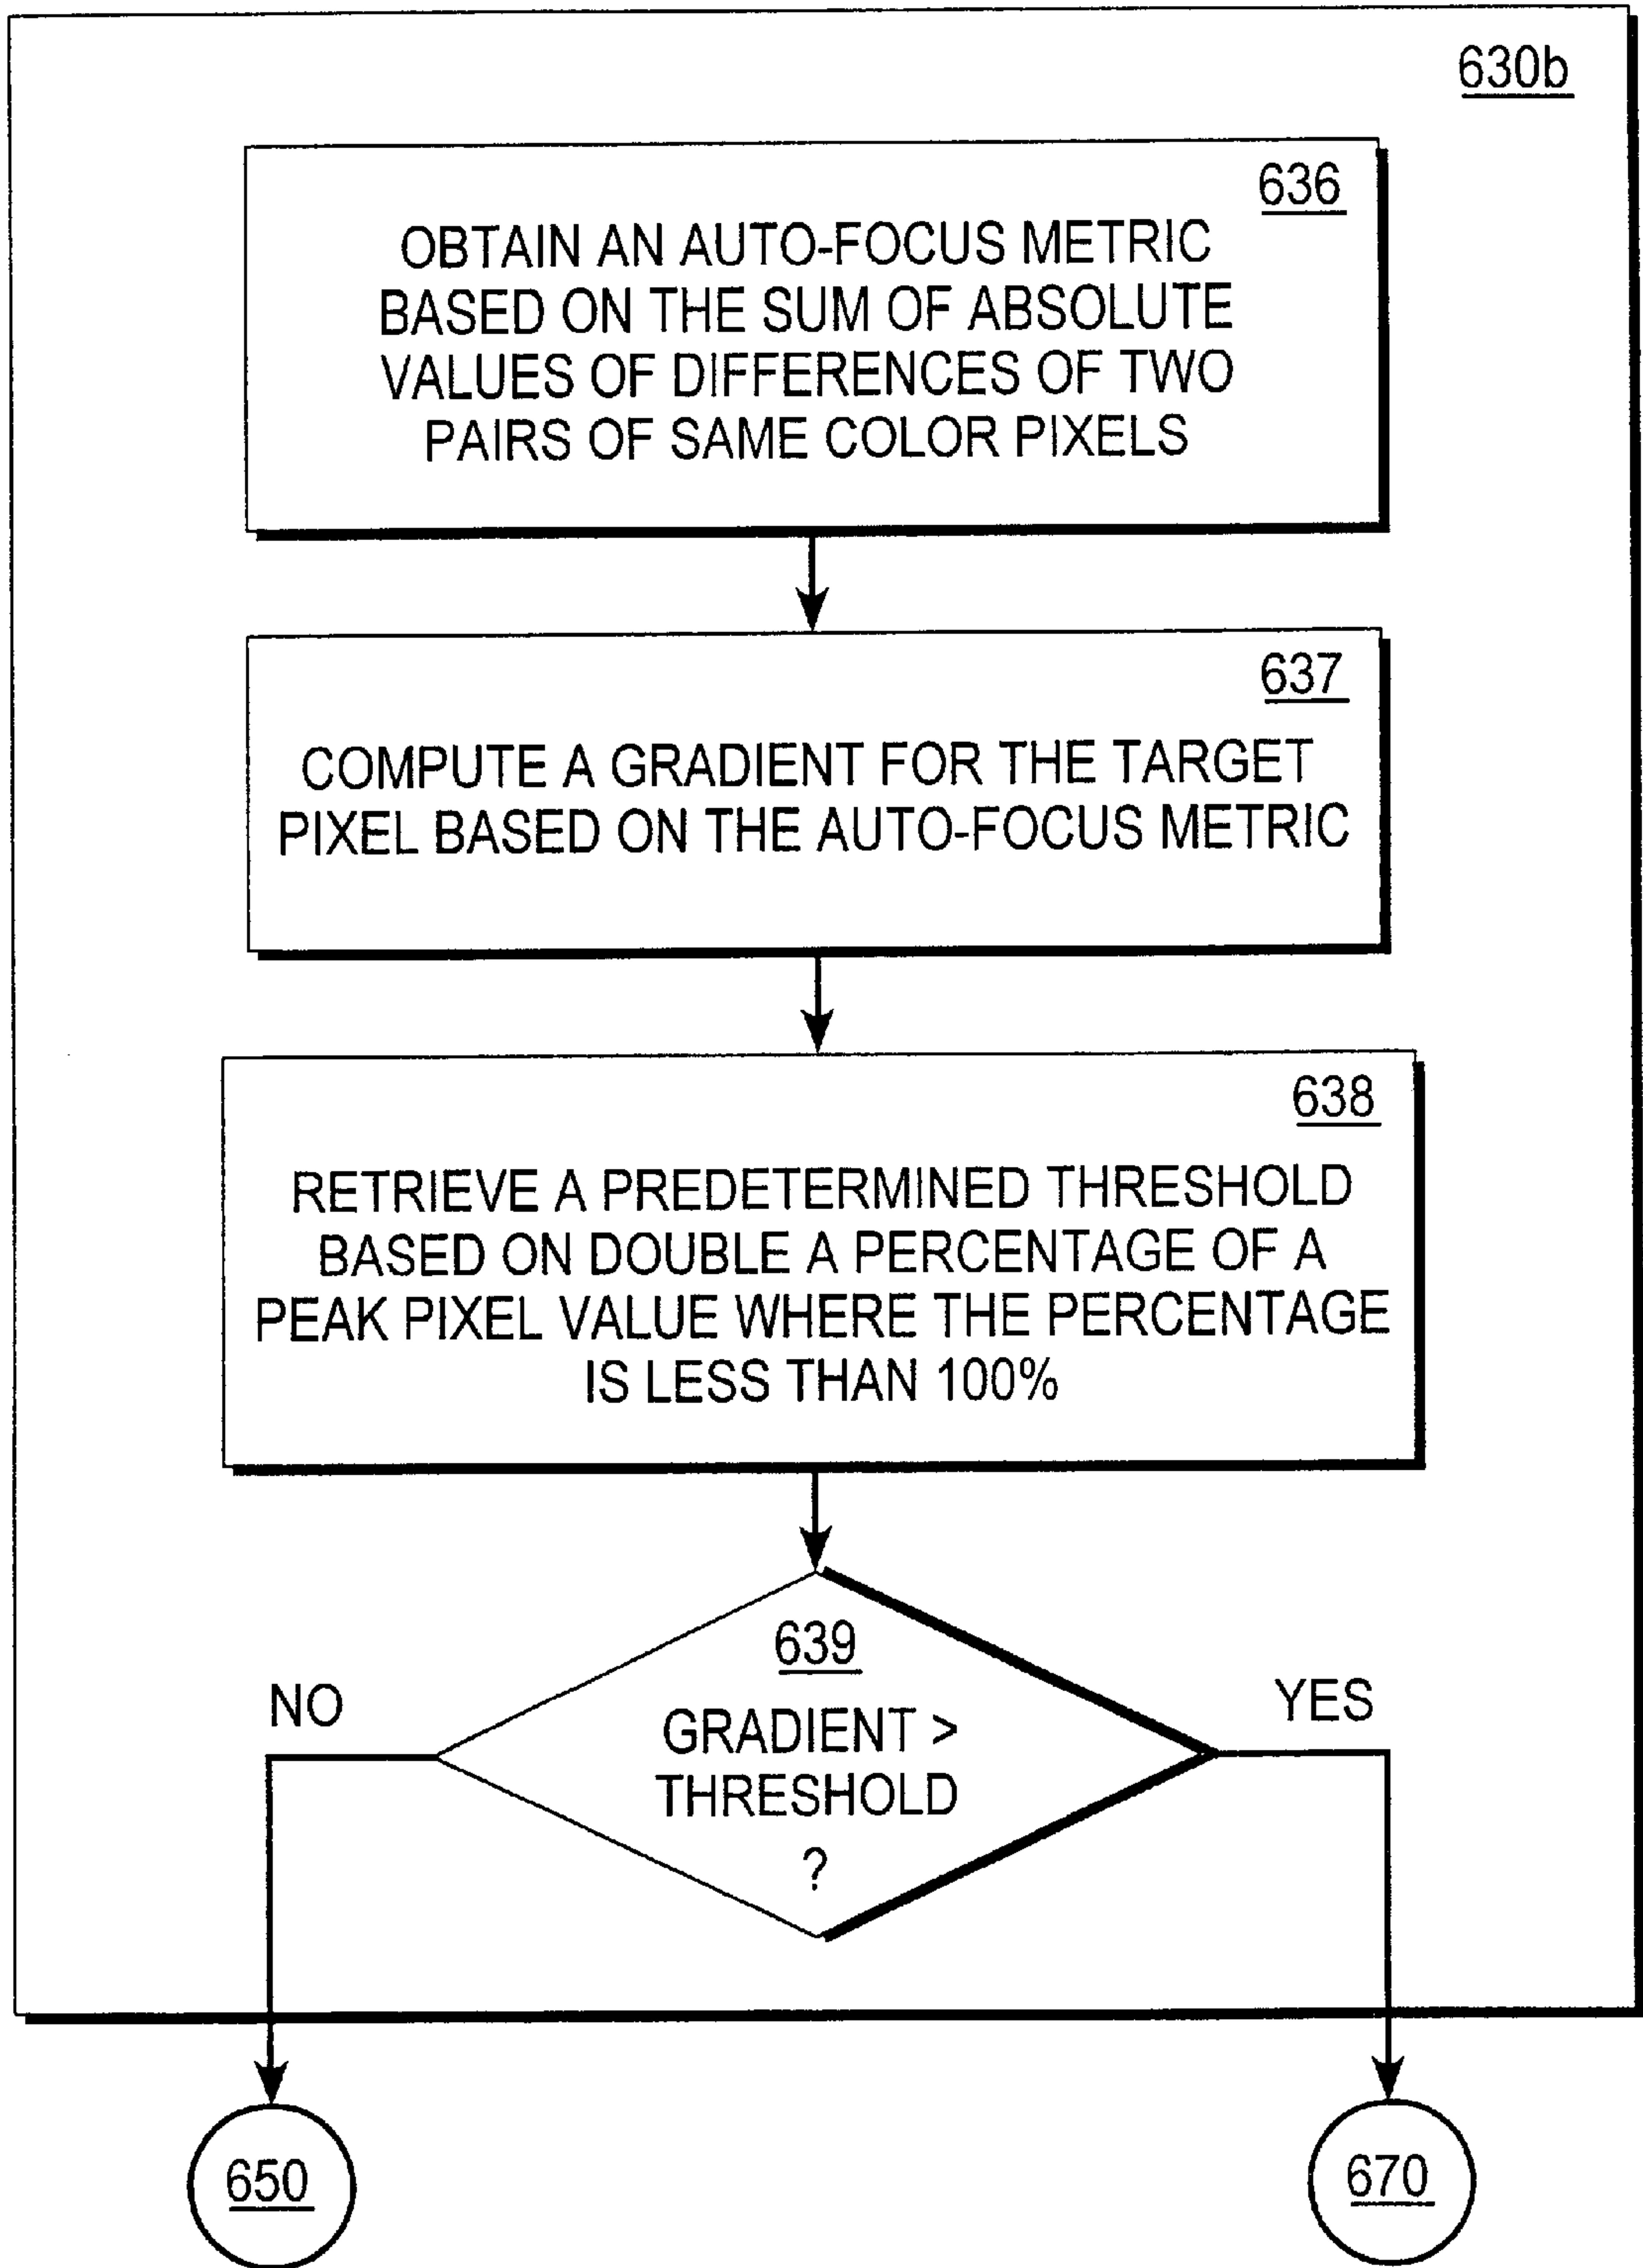 630b
636
OBTAIN AN AUTO-FOCUS METRIC
BASED ON THE SUM OF ABSOLUTE
VALUES OF DIFFERENCES OF TWO
PAIRS OF SAME COLOR PIXELS
637
COMPUTE A GRADIENT FOR THE TARGET
PIXEL BASED ON THE AUTO-FOCUS METRIC
638
RETRIEVE A PREDETERMINED THRESHOLD
BASED ON DOUBLE A PERCENTAGE OF A
PEAK PIXEL VALUE WHERE THE PERCENTAGE
IS LESS THAN 100%
639
GRADIENT >
THRESHOLD
?
NO
YES
650
670